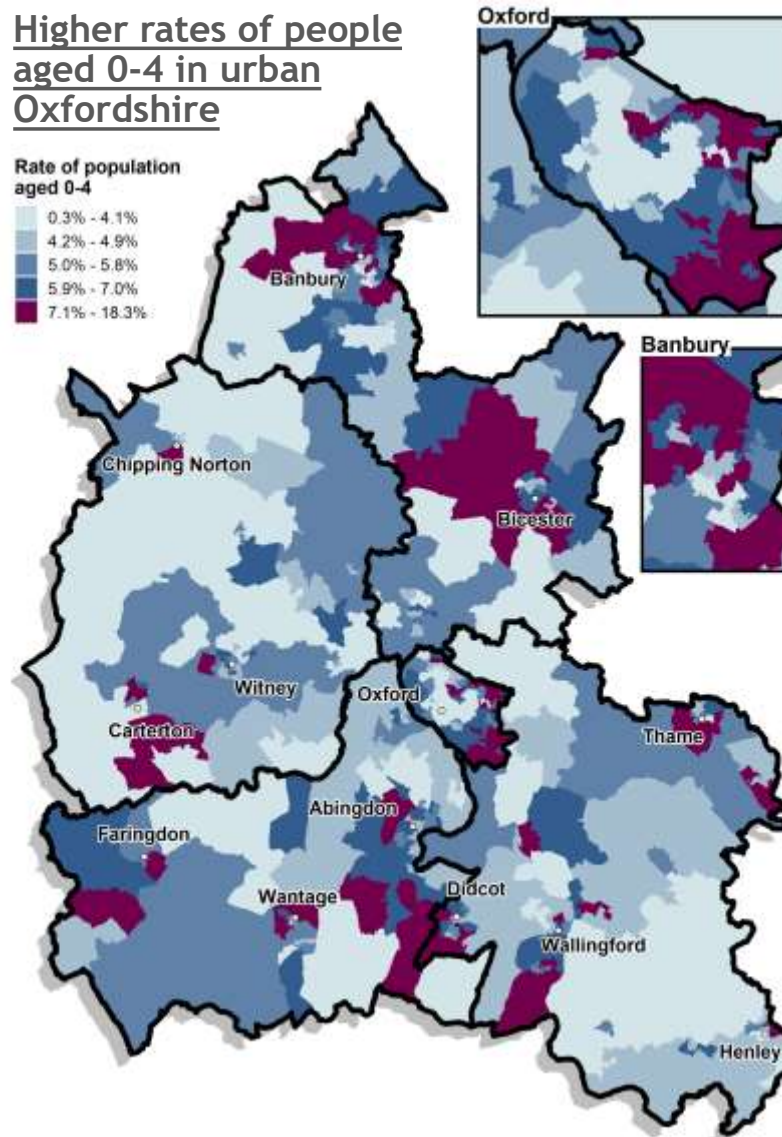 Higher rates of people
aged 0-4 in urban
Oxfordshire
Rate of population
aged 0-4
0.3% - 4.1%
4.2% - 4.9%
5.0% - 5.8%
5.9% - 7.0%
7.1% - 18.3%
Oxford
Banbury
Banbury
Chipping Norton
Bicester
Witney
Oxford
Carterton
Thame
Abingdon
Faringdon
Wantage
Didcot
Wallingford
Henley